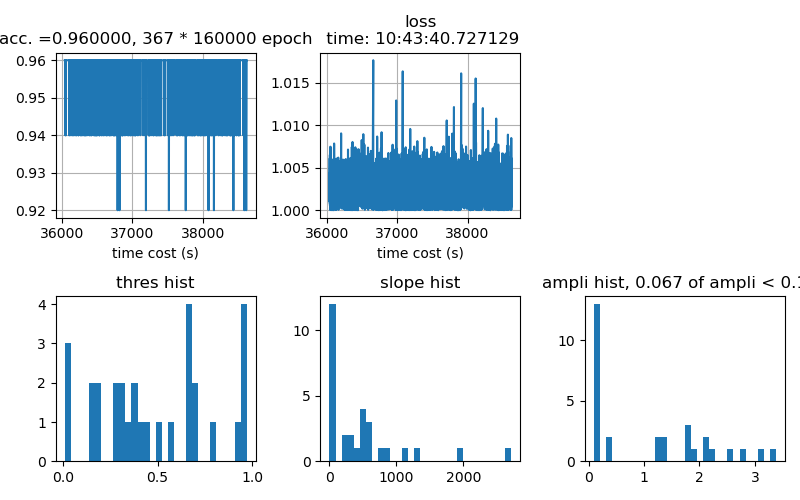 acc. =0.960000, 367 * 160000 epoch
loss
time: 10:43:40.727129
0.96
0.95
0.94
0.93
0.92
36000 37000 38000
time cost (s)
1.015
1.010
1.005
1.000
36000 37000 38000
time cost (s)
thres hist
4
3
2
1
0
0.0 0.5 1.0
slope hist
10
5
0
0 1000 2000
ampli hist, 0.067 of ampli < 0.1
10
5
0
0 1 2 3